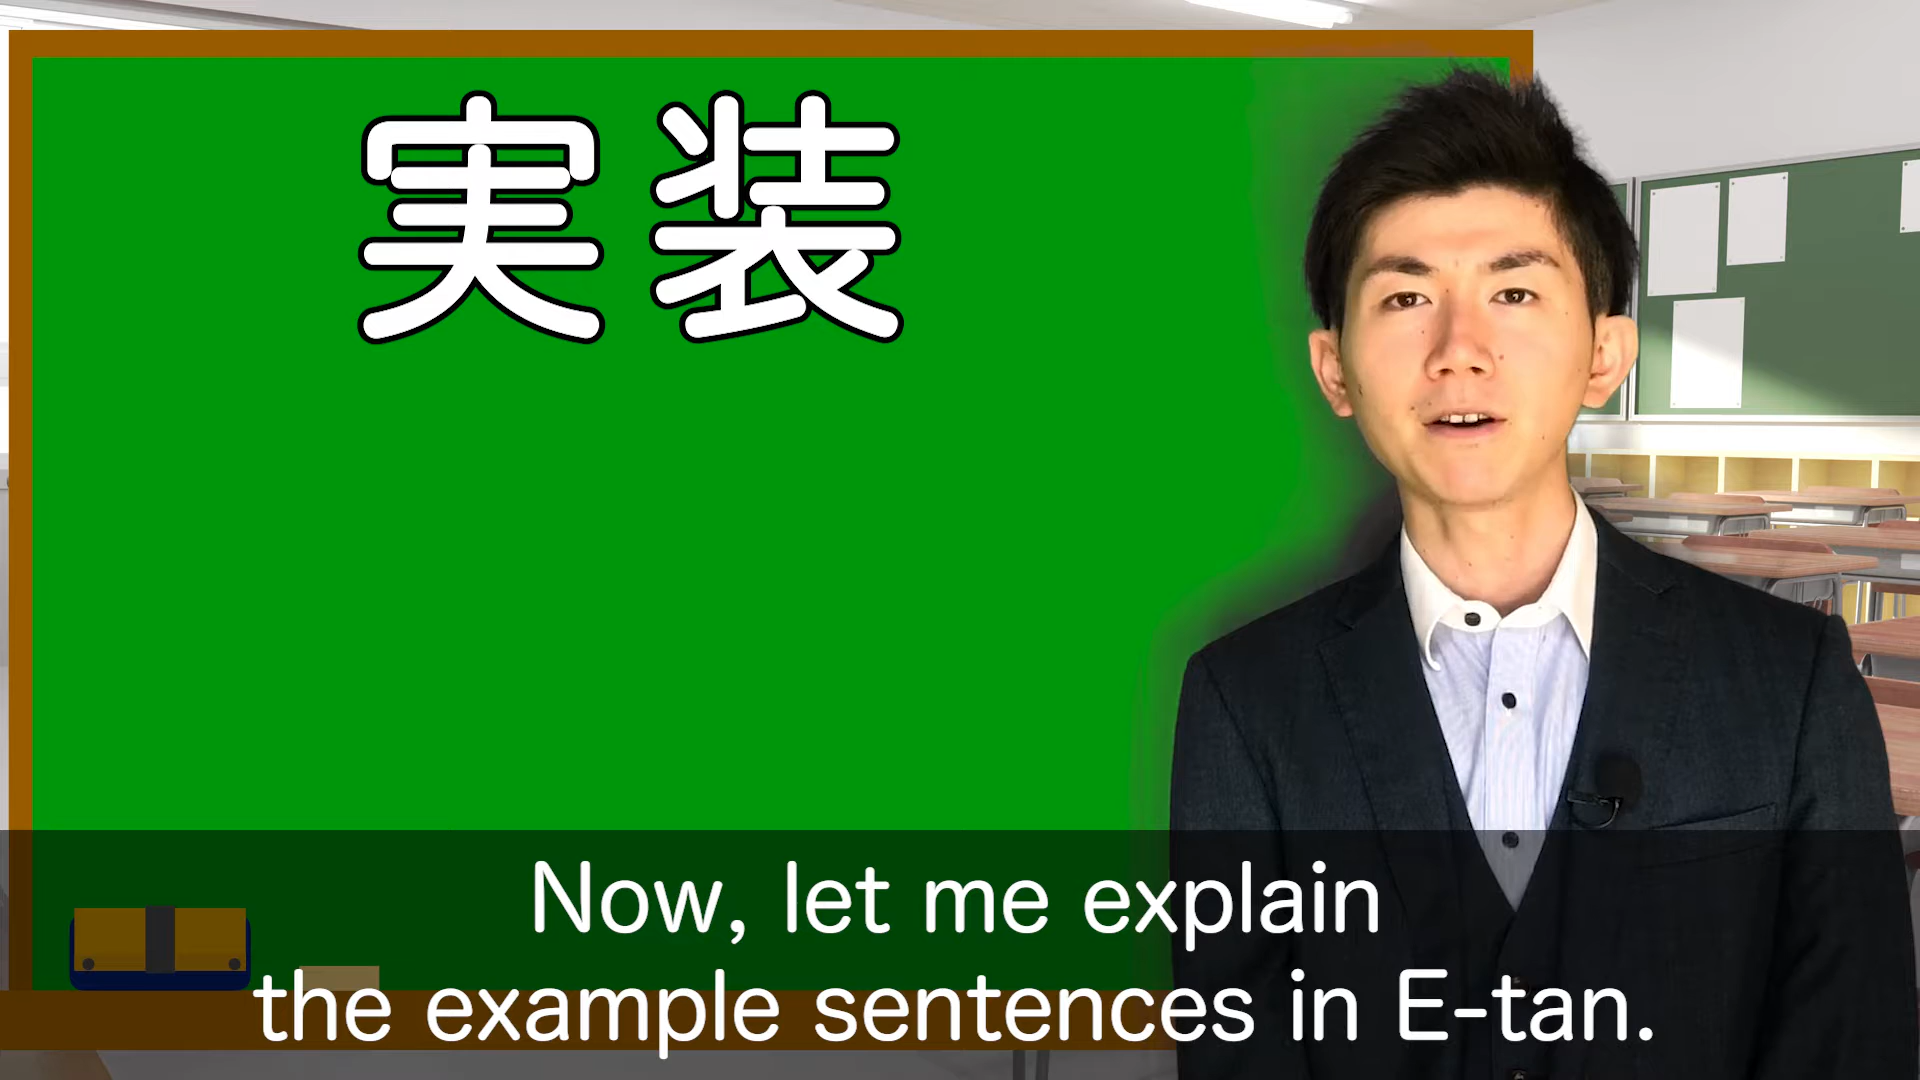 実装
Now, let me explain
the example sentences in E-tan.